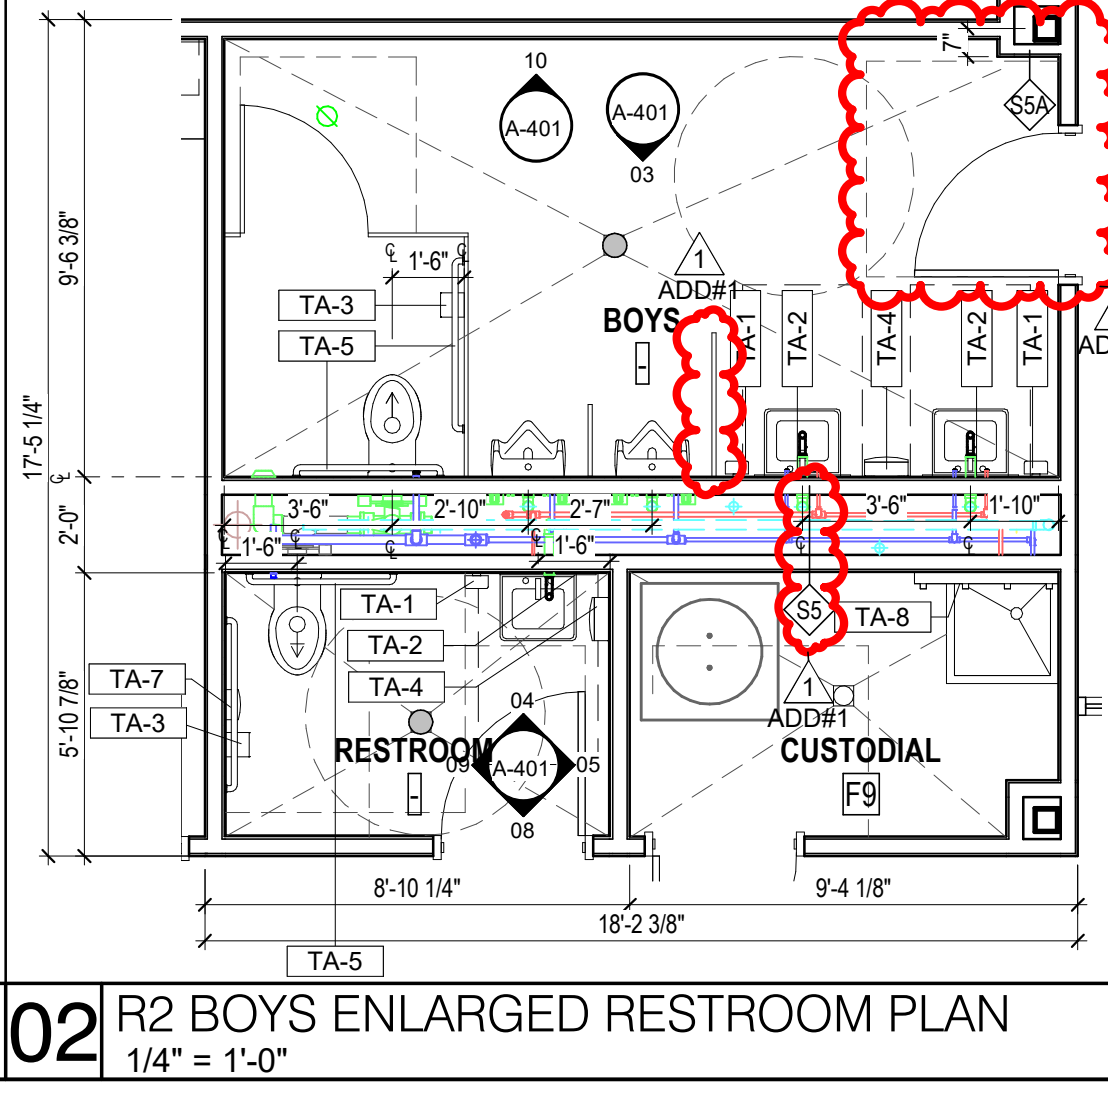 7"
10
A-401
A-401
03
S5A
9'-6 3/8"
1'-6"
1
ADD#1
TA-3
TA-5
BOYS
-
TA-1
TA-2
TA-4
TA-2
TA-1
17'-5 1/4"
2'-0"
3'-6"
2'-10"
2'-7"
3'-6"
1'-10"
1'-6"
1'-6"
TA-1
TA-2
TA-4
S5
TA-8
TA-7
TA-3
5'-10 7/8"
1
ADD#1
04
RESTROOM
09
A-401
05
08
-
CUSTODIAL
F9
8'-10 1/4"
9'-4 1/8"
18'-2 3/8"
TA-5
02
R2 BOYS ENLARGED RESTROOM PLAN
1/4" = 1'-0"